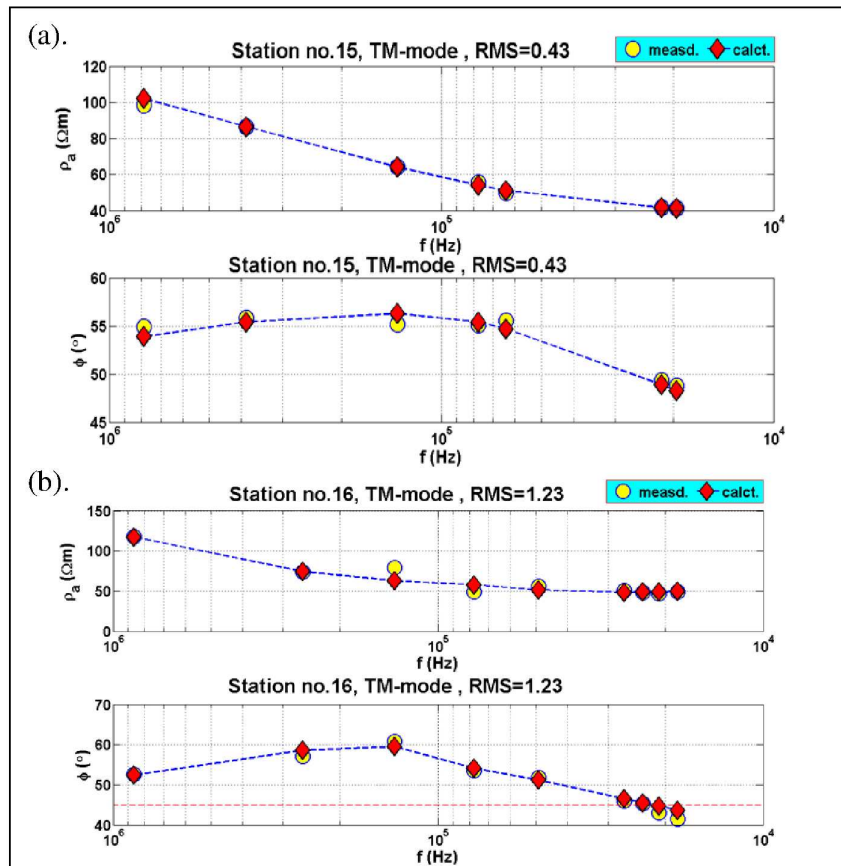 (a).
Station no.15, TM-mode , RMS=0.43
measd. calct.
120
100
80
60
40
ρa (Ωm)
10^6 10^5 10^4
f (Hz)
Station no.15, TM-mode , RMS=0.43
60
55
50
45
ϕ (°)
10^6 10^5 10^4
f (Hz)
(b).
Station no.16, TM-mode , RMS=1.23
measd. calct.
150
100
50
0
ρa (Ωm)
10^6 10^5 10^4
f (Hz)
Station no.16, TM-mode , RMS=1.23
70
60
50
40
ϕ (°)
10^6 10^5 10^4
f (Hz)